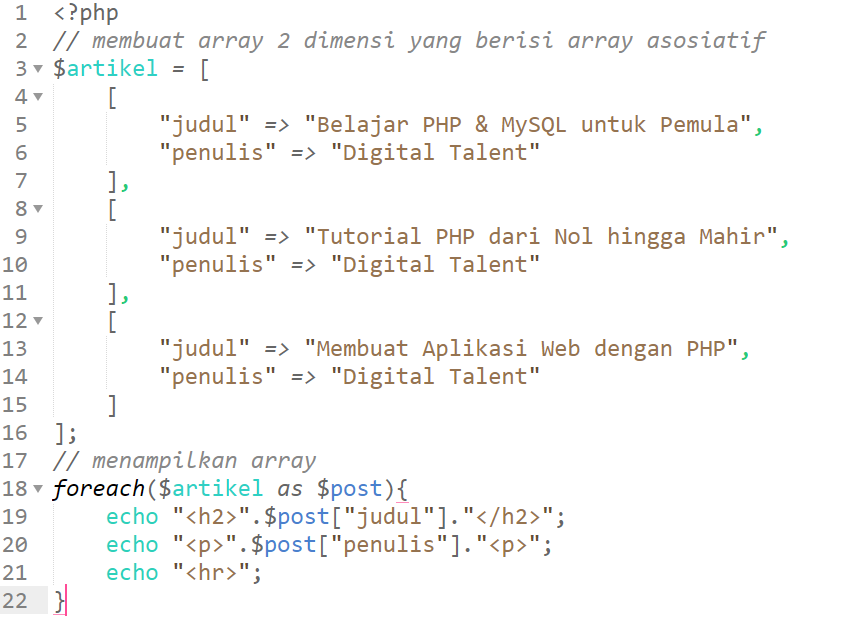 1 <?php
2 // membuat array 2 dimensi yang berisi array asosiatif
3 $artikel = [
4     [
5         "judul" => "Belajar PHP & MySQL untuk Pemula",
6         "penulis" => "Digital Talent"
7     ],
8     [
9         "judul" => "Tutorial PHP dari Nol hingga Mahir",
10         "penulis" => "Digital Talent"
11     ],
12     [
13         "judul" => "Membuat Aplikasi Web dengan PHP",
14         "penulis" => "Digital Talent"
15     ]
16 ];
17 // menampilkan array
18 foreach($artikel as $post){
19     echo "<h2>".$post["judul"]."</h2>";
20     echo "<p>".$post["penulis"]."<p>";
21     echo "<hr>";
22 }